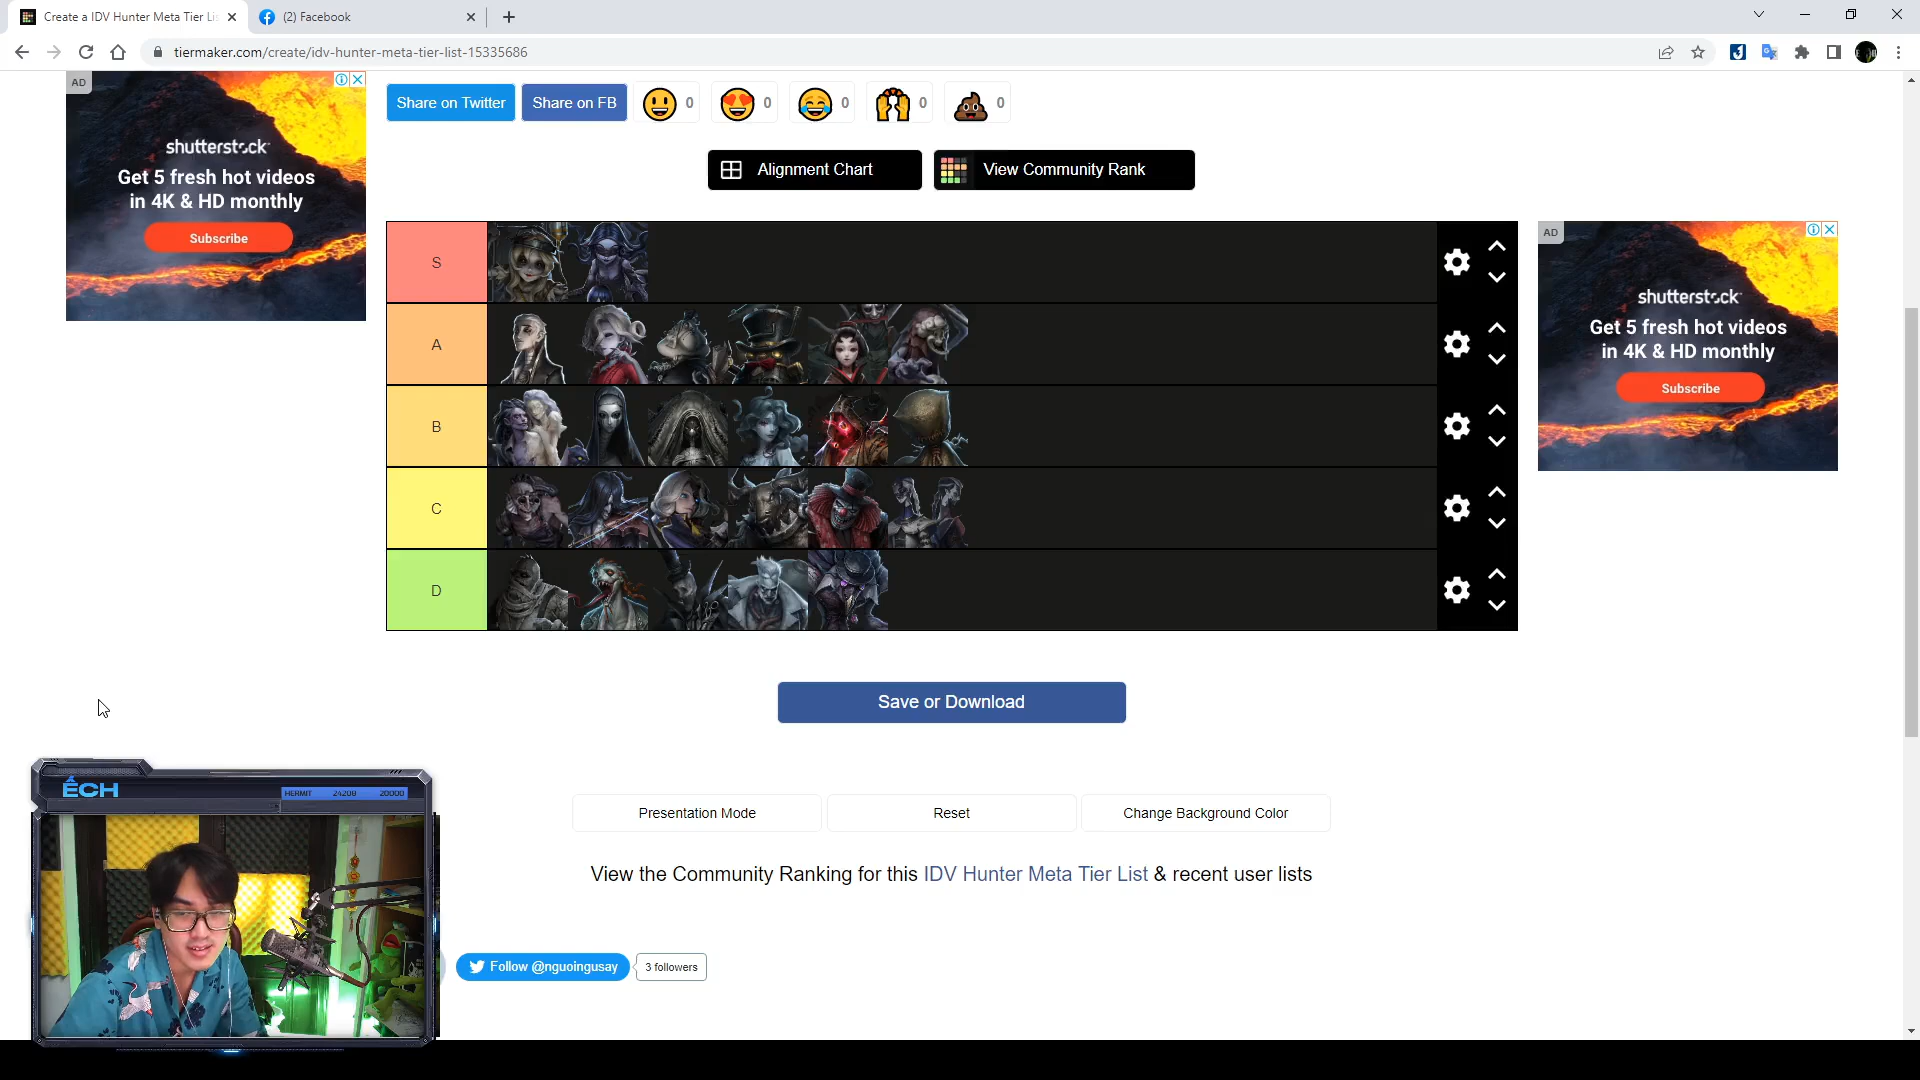 Create a IDV Hunter Meta Tier Li
(2) Facebook
tiermaker.com/create/idv-hunter-meta-tier-list-15335686
AD
shutterstock
Get 5 fresh hot videos
in 4K & HD monthly
Subscribe
Share on Twitter
Share on FB
0
0
0
0
0
Alignment Chart
View Community Rank
S
A
B
C
D
AD
shutterstock
Get 5 fresh hot videos
in 4K & HD monthly
Subscribe
Save or Download
Presentation Mode
Reset
Change Background Color
View the Community Ranking for this IDV Hunter Meta Tier List & recent user lists
Follow @nguoingusay
3 followers
ẾCH
HERMIT 24208 20000